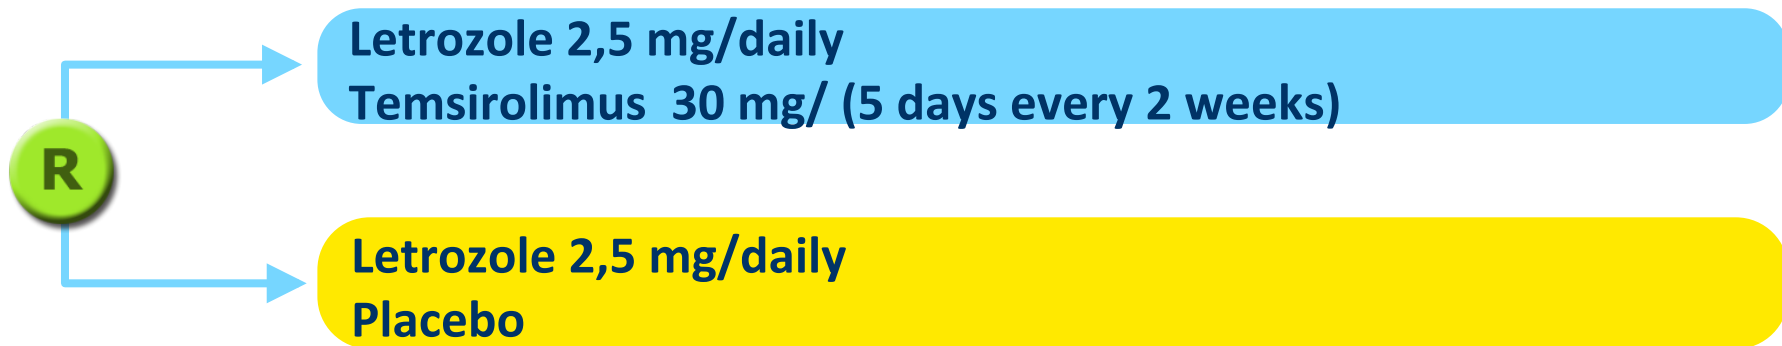 Letrozole 2,5 mg/daily
Temsirolimus  30 mg/ (5 days every 2 weeks)
R
Letrozole 2,5 mg/daily
Placebo